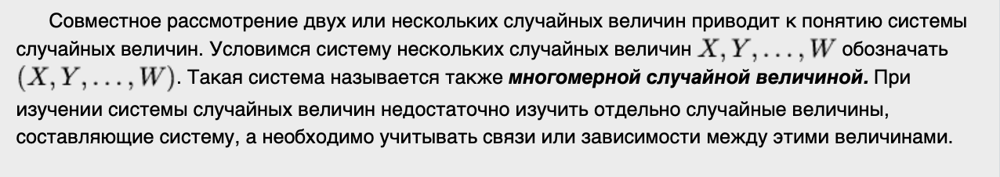 Совместное рассмотрение двух или нескольких случайных величин приводит к понятию системы
случайных величин. Условимся систему нескольких случайных величин X, Y, . . . , W обозначать
(X, Y, . . . , W). Такая система называется также многомерной случайной величиной. При
изучении системы случайных величин недостаточно изучить отдельно случайные величины,
составляющие систему, а необходимо учитывать связи или зависимости между этими величинами.